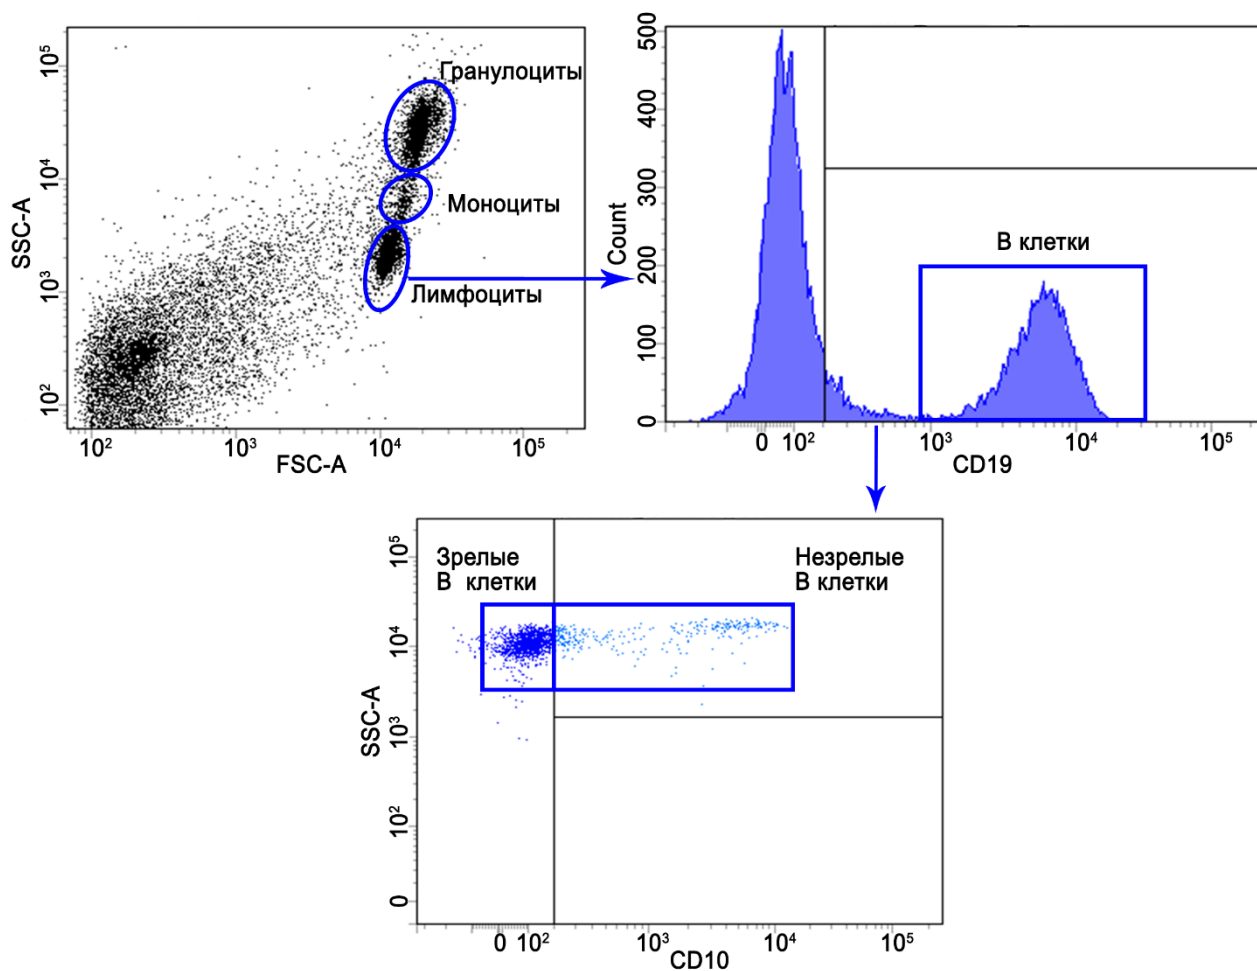 Гранулоциты
Моноциты
Лимфоциты
SSC-A
10⁵
10⁴
10³
10²
10² 10³ 10⁴ 10⁵
FSC-A
Count
500
400
300
200
100
0
В клетки
0 10² 10³ 10⁴ 10⁵
CD19
Зрелые
В клетки
Незрелые
В клетки
SSC-A
10⁵
10⁴
10³
10²
0
0 10² 10³ 10⁴ 10⁵
CD10